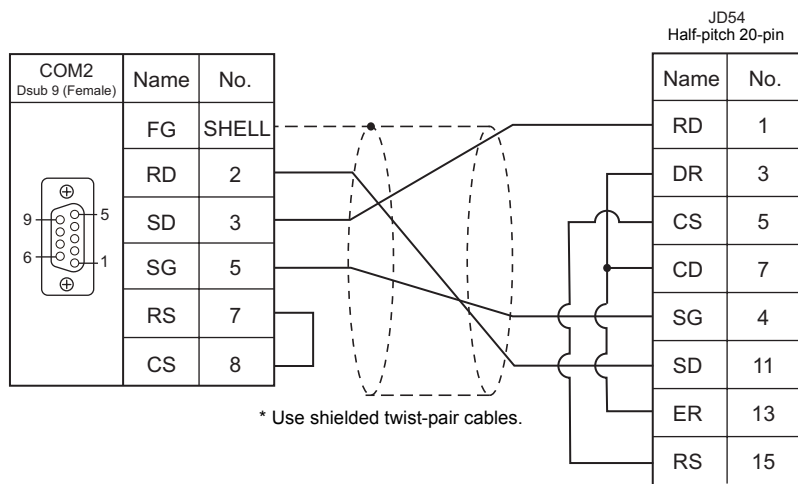 JD54
Half-pitch 20-pin
COM2
Dsub 9 (Female)
Name No.
FG SHELL
RD 2
SD 3
SG 5
RS 7
CS 8
9
5
6
1
Name No.
RD 1
DR 3
CS 5
CD 7
SG 4
SD 11
ER 13
RS 15
* Use shielded twist-pair cables.